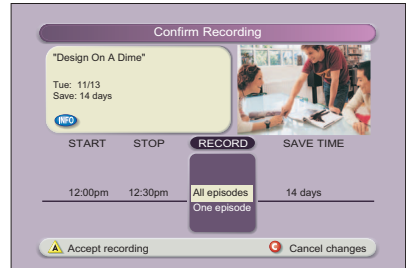 Confirm Recording
"Design On A Dime"
Tue: 11/13
Save: 14 days
INFO
START STOP RECORD SAVE TIME
12:00pm 12:30pm All episodes 14 days
One episode
A Accept recording C Cancel changes